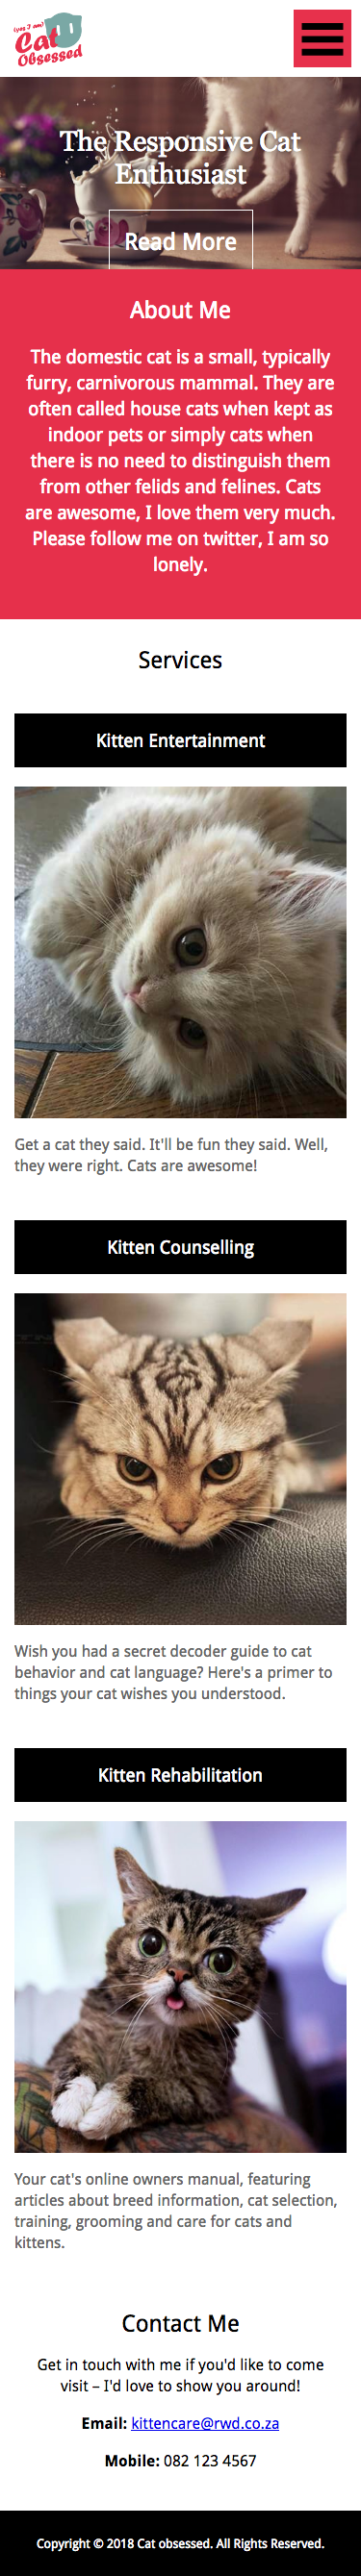 (yes I am)
Cat
Obsessed
The Responsive Cat
Enthusiast
Read More
About Me
The domestic cat is a small, typically
furry, carnivorous mammal. They are
often called house cats when kept as
indoor pets or simply cats when
there is no need to distinguish them
from other felids and felines. Cats
are awesome, I love them very much.
Please follow me on twitter, I am so
lonely.
Services
Kitten Entertainment
Get a cat they said. It'll be fun they said. Well,
they were right. Cats are awesome!
Kitten Counselling
Wish you had a secret decoder guide to cat
behavior and cat language? Here's a primer to
things your cat wishes you understood.
Kitten Rehabilitation
Your cat's online owners manual, featuring
articles about breed information, cat selection,
training, grooming and care for cats and
kittens.
Contact Me
Get in touch with me if you'd like to come
visit – I'd love to show you around!
Email: kittencare@rwd.co.za
Mobile: 082 123 4567
Copyright © 2018 Cat obsessed. All Rights Reserved.